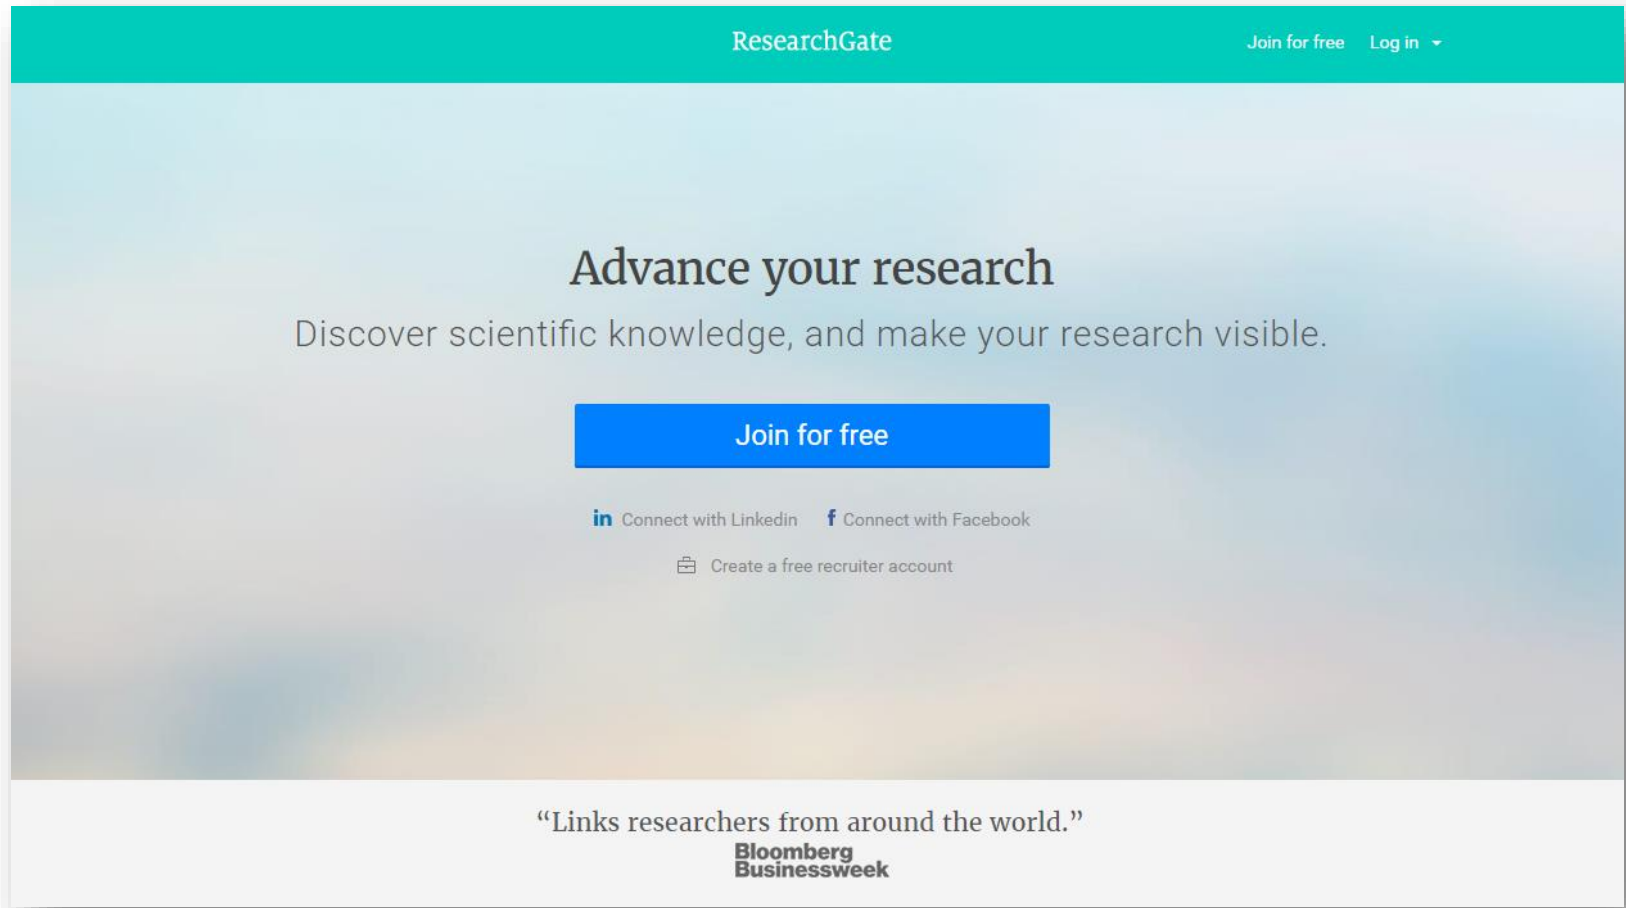 ResearchGate
Join for free
Log in
Advance your research
Discover scientific knowledge, and make your research visible.
Join for free
in Connect with Linkedin
f Connect with Facebook
Create a free recruiter account
“Links researchers from around the world.”
Bloomberg
Businessweek